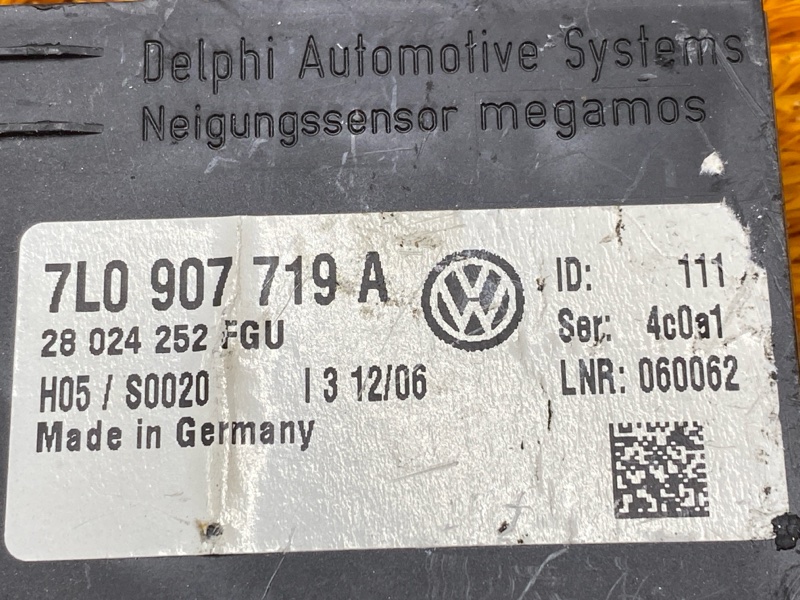 Delphi Automotive Systems
Neigungssensor megamos
7L0 907 719 A
28 024 252 FGU
H05 / S0020 I 3 12/06
Made in Germany
VW
ID: 111
Ser: 4c0a1
LNR: 060062